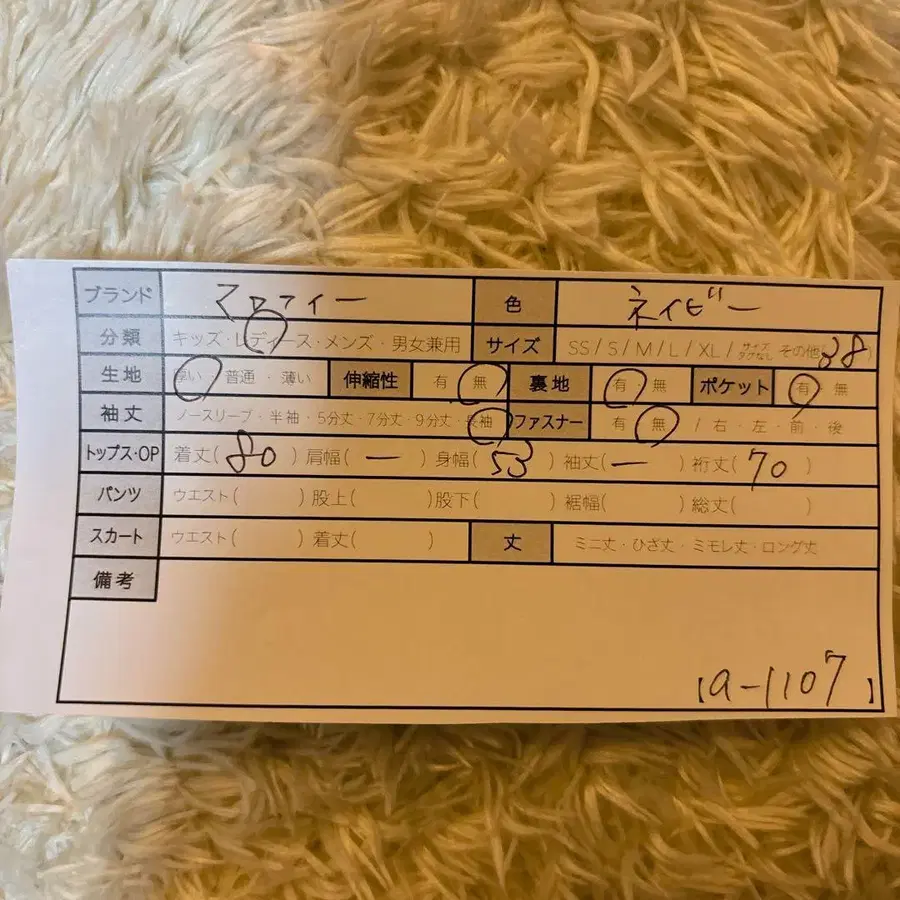 ブランド マロフィー 色 ネイビー
分類 キッズ・レディース・メンズ・男女兼用 サイズ SS / S / M / L / XL / サイズタグなし その他(38)
生地 厚い・普通・薄い 伸縮性 有・無 裏地 有・無 ポケット 有・無
袖丈 ノースリーブ・半袖・5分丈・7分丈・9分丈・長袖 ファスナー 有・無 / 右・左・前・後
トップス・OP 着丈(80) 肩幅(ー) 身幅(53) 袖丈(ー) 裄丈(70)
パンツ ウエスト( ) 股上( ) 股下( ) 裾幅( ) 総丈( )
スカート ウエスト( ) 着丈( ) 丈 ミニ丈・ひざ丈・ミモレ丈・ロング丈
備考
【a-1107】